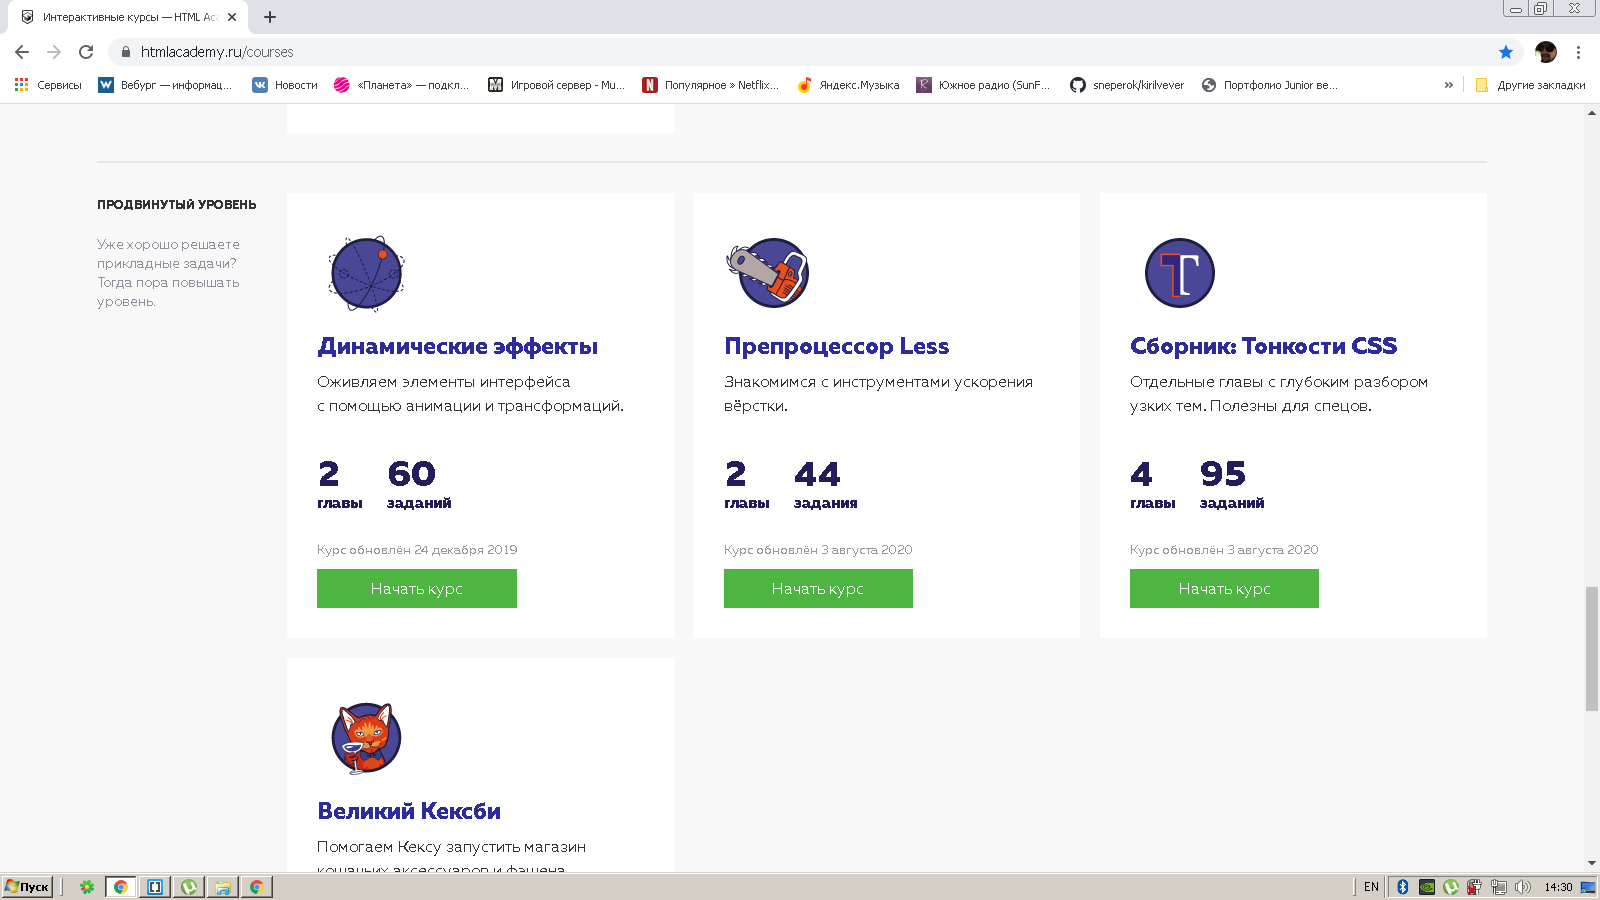 Интерактивные курсы — HTML Aca
htmlacademy.ru/courses
Сервисы
Вебург — информац...
Новости
«Планета» — подкл...
Игровой сервер - Mu...
Популярное » Netflix...
Яндекс.Музыка
Южное радио (SunF...
sneperok/kirilvever
Портфолио Junior ве...
»
Другие закладки
ПРОДВИНУТЫЙ УРОВЕНЬ
Уже хорошо решаете
прикладные задачи?
Тогда пора повышать
уровень.
Динамические эффекты
Оживляем элементы интерфейса
с помощью анимации и трансформаций.
2 60
главы заданий
Курс обновлён 24 декабря 2019
Начать курс
Препроцессор Less
Знакомимся с инструментами ускорения
вёрстки.
2 44
главы задания
Курс обновлён 3 августа 2020
Начать курс
Сборник: Тонкости CSS
Отдельные главы с глубоким разбором
узких тем. Полезны для спецов.
4 95
главы заданий
Курс обновлён 3 августа 2020
Начать курс
Великий Кексби
Помогаем Кексу запустить магазин
кошачьих аксессуаров и фэшена
Пуск
EN
14:30